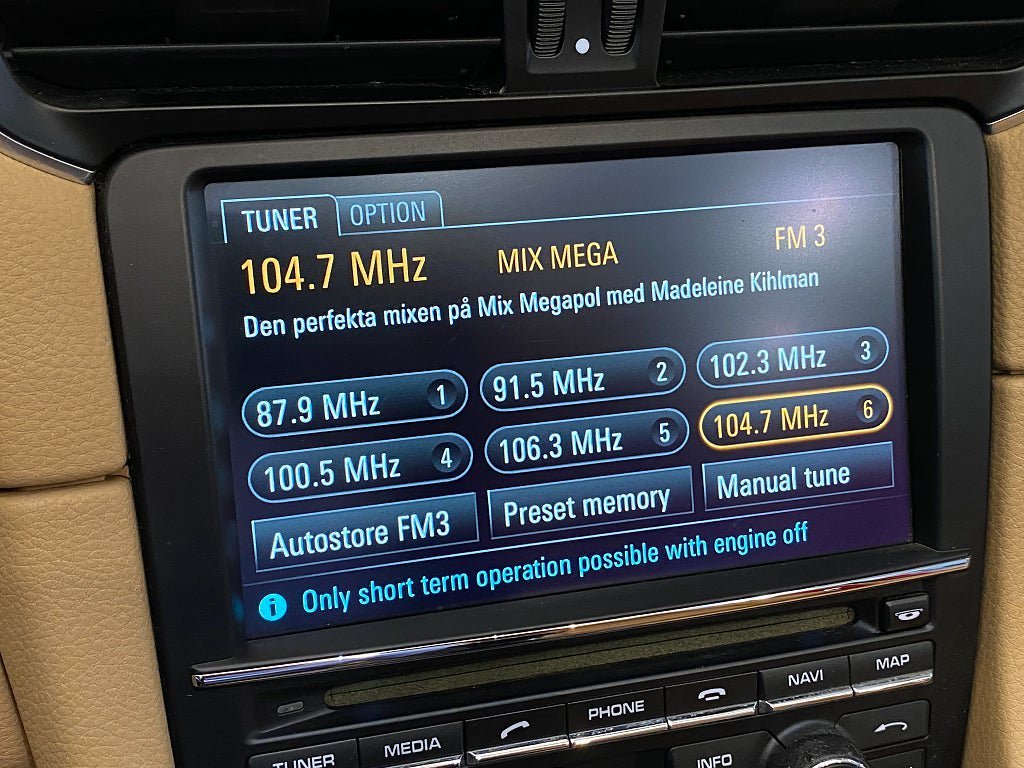 TUNER OPTION
104.7 MHz MIX MEGA FM 3
Den perfekta mixen på Mix Megapol med Madeleine Kihlman
87.9 MHz 1 91.5 MHz 2 102.3 MHz 3
100.5 MHz 4 106.3 MHz 5 104.7 MHz 6
Autostore FM3 Preset memory Manual tune
i Only short term operation possible with engine off
TUNER MEDIA PHONE NAVI MAP
INFO